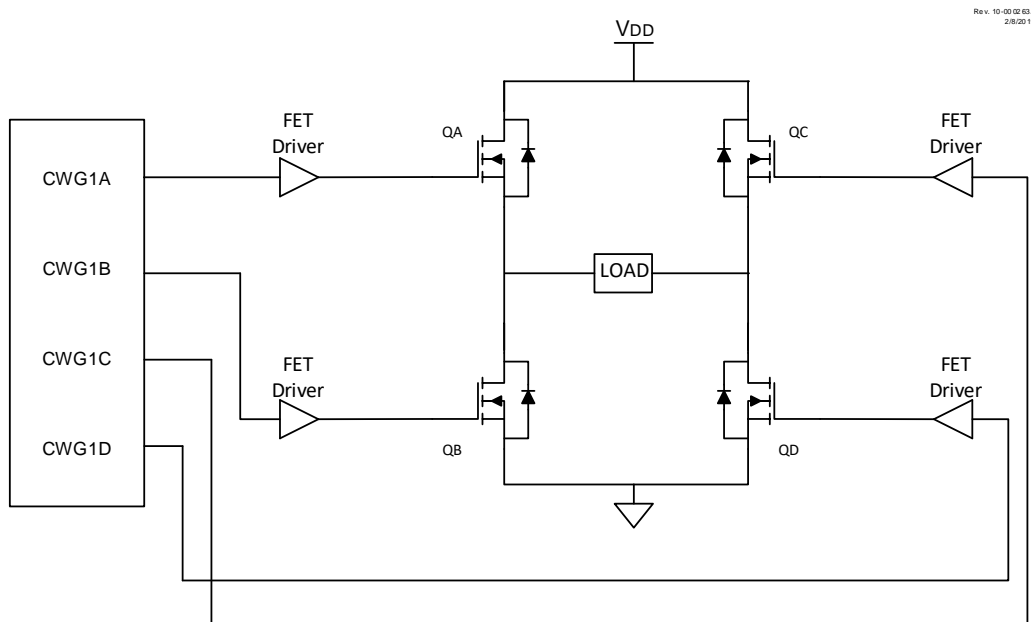 Rev. 10-000263
2/8/201
VDD
FET
Driver
QA
QC
FET
Driver
CWG1A
CWG1B
LOAD
CWG1C
FET
Driver
FET
Driver
CWG1D
QB
QD